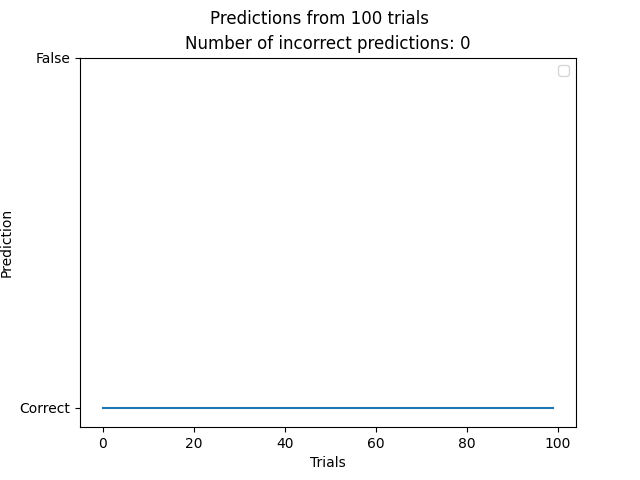 Predictions from 100 trials
Number of incorrect predictions: 0
False
Prediction
Correct
0 20 40 60 80 100
Trials